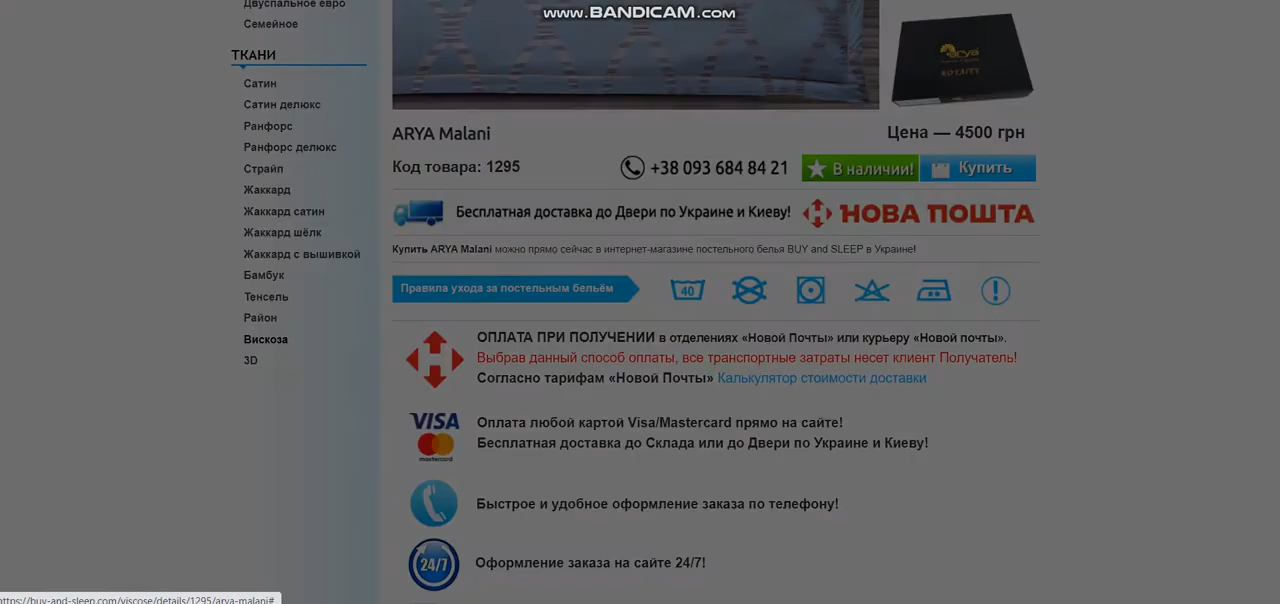 www.BANDICAM.com
Двуспальное евро
Семейное
ТКАНИ
Сатин
Сатин делюкс
Ранфорс
Ранфорс делюкс
Страйп
Жаккард
Жаккард сатин
Жаккард шёлк
Жаккард с вышивкой
Бамбук
Тенсель
Район
Вискоза
3D
arya
ROYALTY
ARYA Malani
Цена — 4500 грн
Код товара: 1295
+38 093 684 84 21
В наличии!
Купить
Бесплатная доставка до Двери по Украине и Киеву!
НОВА ПОШТА
Купить ARYA Malani можно прямо сейчас в интернет-магазине постельного белья BUY and SLEEP в Украине!
Правила ухода за постельным бельём
40
ОПЛАТА ПРИ ПОЛУЧЕНИИ в отделениях «Новой Почты» или курьеру «Новой почты».
Выбрав данный способ оплаты, все транспортные затраты несет клиент Получатель!
Согласно тарифам «Новой Почты» Калькулятор стоимости доставки
VISA
mastercard
Оплата любой картой Visa/Mastercard прямо на сайте!
Бесплатная доставка до Склада или до Двери по Украине и Киеву!
Быстрое и удобное оформление заказа по телефону!
24/7
Оформление заказа на сайте 24/7!
https://buy-and-sleep.com/viscose/details/1295/arya-malani#